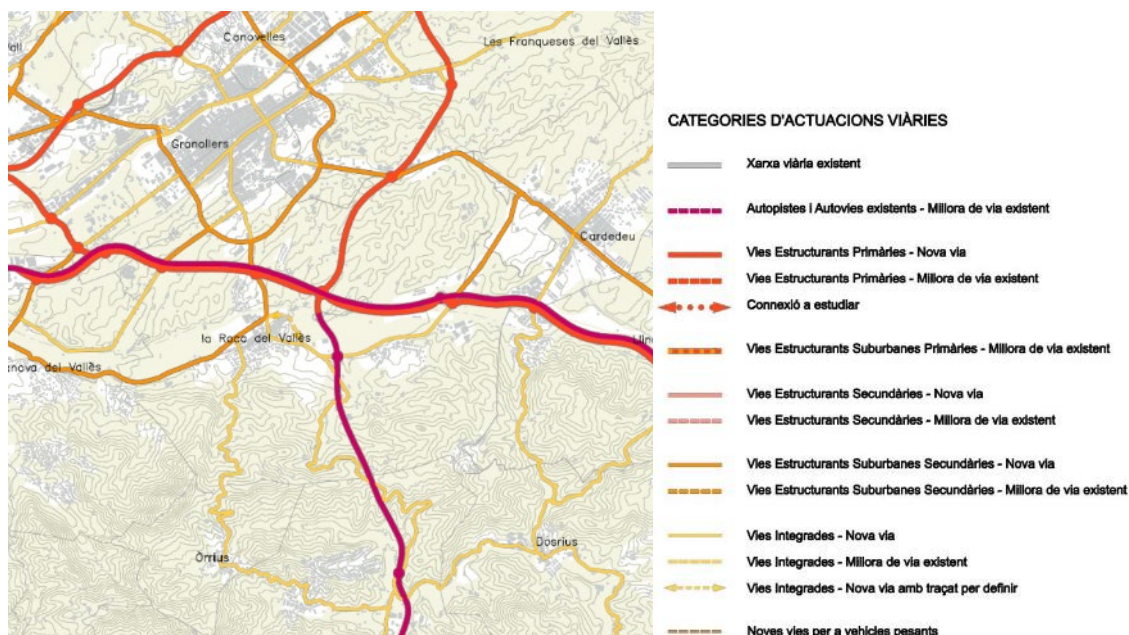 Canovelles
Les Franqueses del Vallès
Granollers
Cardedeu
la Roca del Vallès
Òrrius
Dosrius
CATEGORIES D'ACTUACIONS VIÀRIES
Xarxa viària existent
Autopistes i Autovies existents - Millora de via existent
Vies Estructurants Primàries - Nova via
Vies Estructurants Primàries - Millora de via existent
Connexió a estudiar
Vies Estructurants Suburbanes Primàries - Millora de via existent
Vies Estructurants Secundàries - Nova via
Vies Estructurants Secundàries - Millora de via existent
Vies Estructurants Suburbanes Secundàries - Nova via
Vies Estructurants Suburbanes Secundàries - Millora de via existent
Vies Integrades - Nova via
Vies Integrades - Millora de via existent
Vies Integrades - Nova via amb traçat per definir
Noves vies per a vehicles pesants